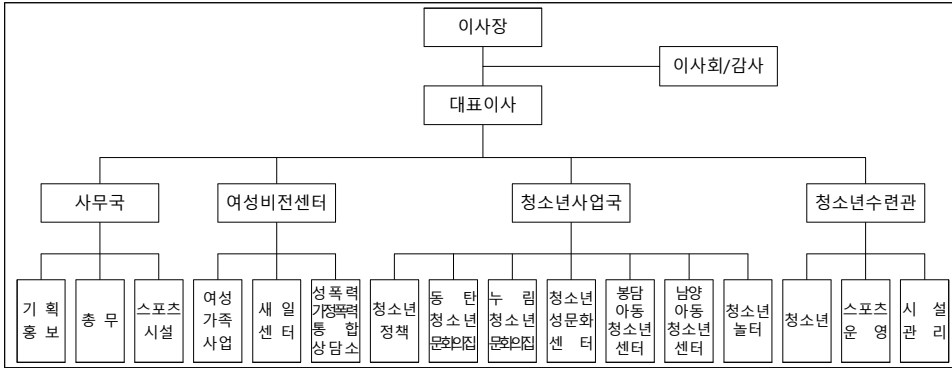 이사장
이사회/감사
대표이사
사무국
여성비전센터
청소년사업국
청소년수련관
기 획
홍 보
총 무
스포츠
시 설
여성
가족
사업
새 일
센 터
성폭력
가정폭력
통 합
상담소
청소년
정 책
동 탄
청소년
문화의집
누 림
청소년
문화의집
청소년
성문화
센 터
봉담
아동
청소년
센터
남양
아동
청소년
센터
청소년
놀터
청소년
스포츠
운 영
시 설
관 리